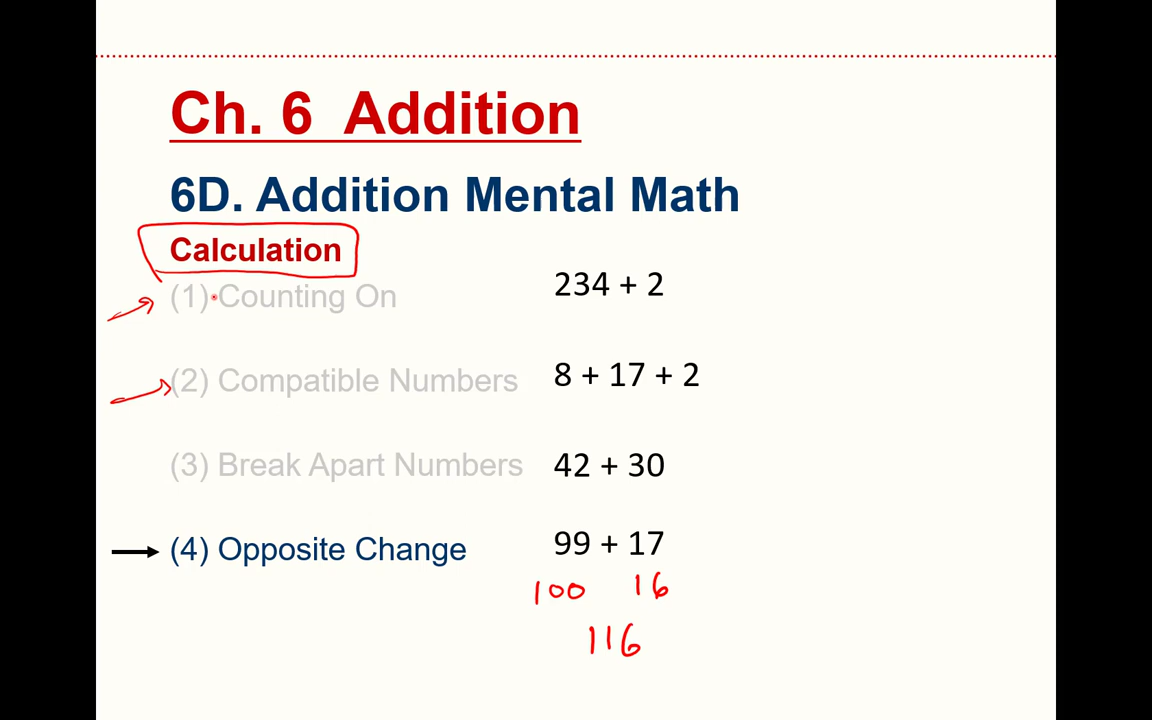 Ch. 6 Addition
6D. Addition Mental Math
Calculation
(1) Counting On 234 + 2
(2) Compatible Numbers 8 + 17 + 2
(3) Break Apart Numbers 42 + 30
(4) Opposite Change 99 + 17
100 16
116